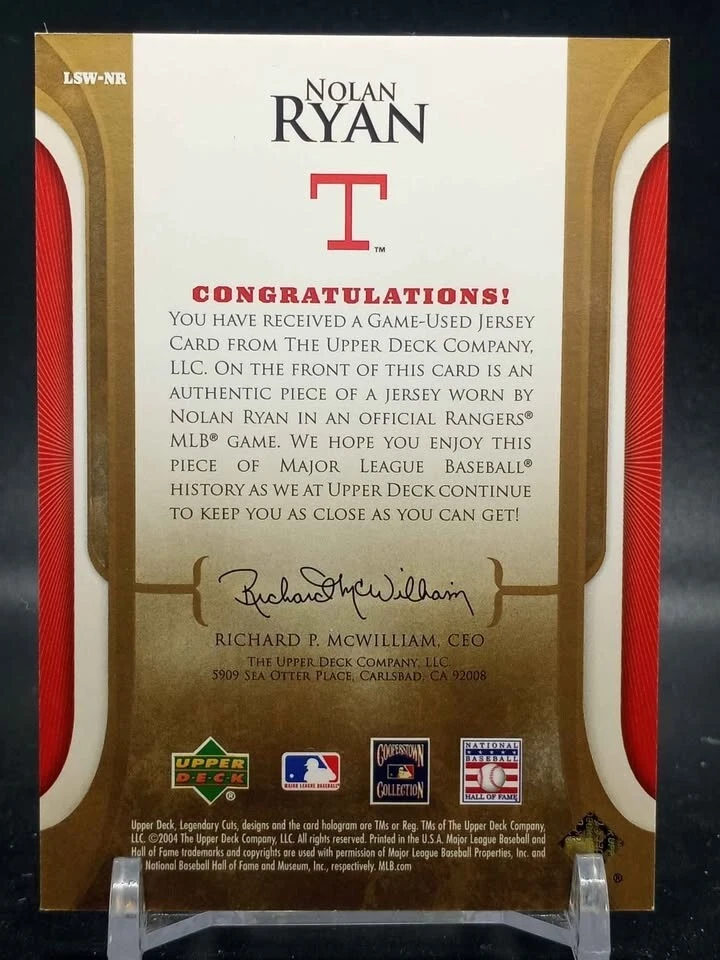 LSW-NR
NOLAN
RYAN
T™
CONGRATULATIONS!
YOU HAVE RECEIVED A GAME-USED JERSEY
CARD FROM THE UPPER DECK COMPANY,
LLC. ON THE FRONT OF THIS CARD IS AN
AUTHENTIC PIECE OF A JERSEY WORN BY
NOLAN RYAN IN AN OFFICIAL RANGERS®
MLB® GAME. WE HOPE YOU ENJOY THIS
PIECE OF MAJOR LEAGUE BASEBALL®
HISTORY AS WE AT UPPER DECK CONTINUE
TO KEEP YOU AS CLOSE AS YOU CAN GET!
Richard McWilliam
RICHARD P. McWILLIAM, CEO
THE UPPER DECK COMPANY, LLC
5909 SEA OTTER PLACE, CARLSBAD, CA 92008
UPPER
D·E·C·K
®
MAJOR LEAGUE BASEBALL
COOPERSTOWN
COLLECTION
NATIONAL
BASEBALL
HALL OF FAME
Upper Deck, Legendary Cuts, designs and the card hologram are TMs or Reg. TMs of The Upper Deck Company,
LLC. ©2004 The Upper Deck Company, LLC. All rights reserved. Printed in the U.S.A. Major League Baseball and
Hall of Fame trademarks and copyrights are used with permission of Major League Baseball Properties, Inc. and
National Baseball Hall of Fame and Museum, Inc., respectively. MLB.com
®